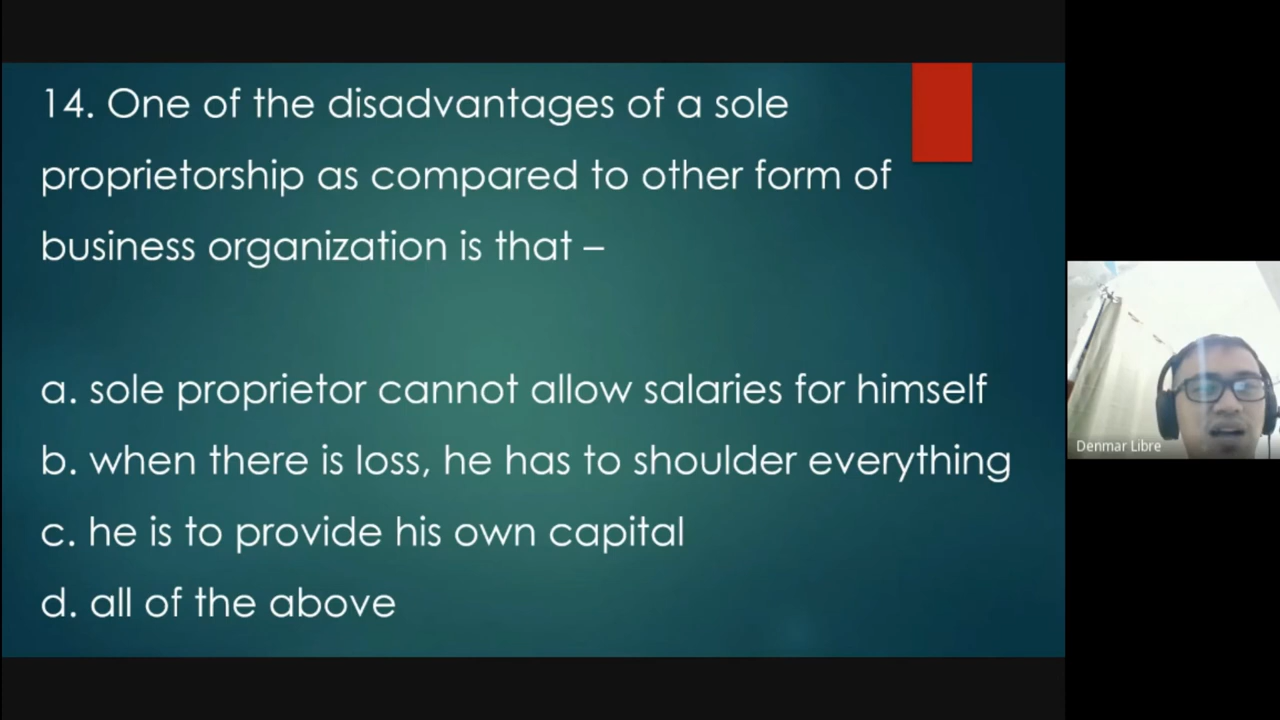 14. One of the disadvantages of a sole
proprietorship as compared to other form of
business organization is that –
a. sole proprietor cannot allow salaries for himself
b. when there is loss, he has to shoulder everything
c. he is to provide his own capital
d. all of the above
Denmar Libre